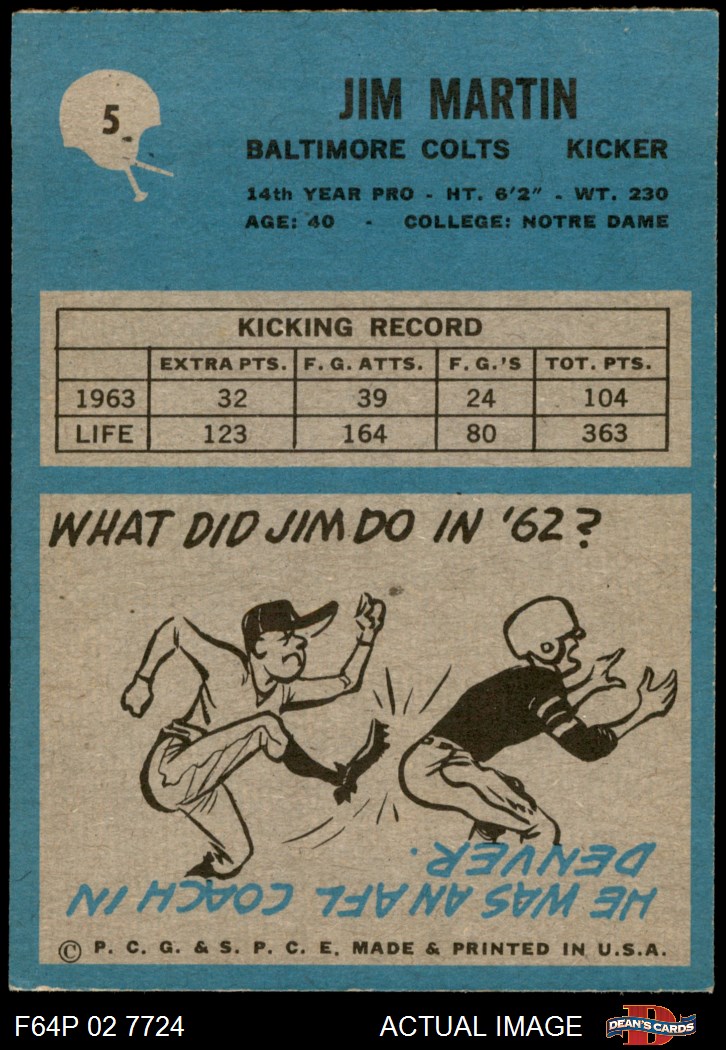 5
JIM MARTIN
BALTIMORE COLTS KICKER
14th YEAR PRO - HT. 6'2" - WT. 230
AGE: 40 - COLLEGE: NOTRE DAME
KICKING RECORD
EXTRA PTS. F. G. ATTS. F. G.'S TOT. PTS.
1963 32 39 24 104
LIFE 123 164 80 363
WHAT DID JIM DO IN '62?
HE WAS AN AFL COACH IN
DENVER.
© P. C. G. & S. P. C. E. MADE & PRINTED IN U.S.A.
F64P 02 7724 ACTUAL IMAGE
D
DEAN'S CARDS